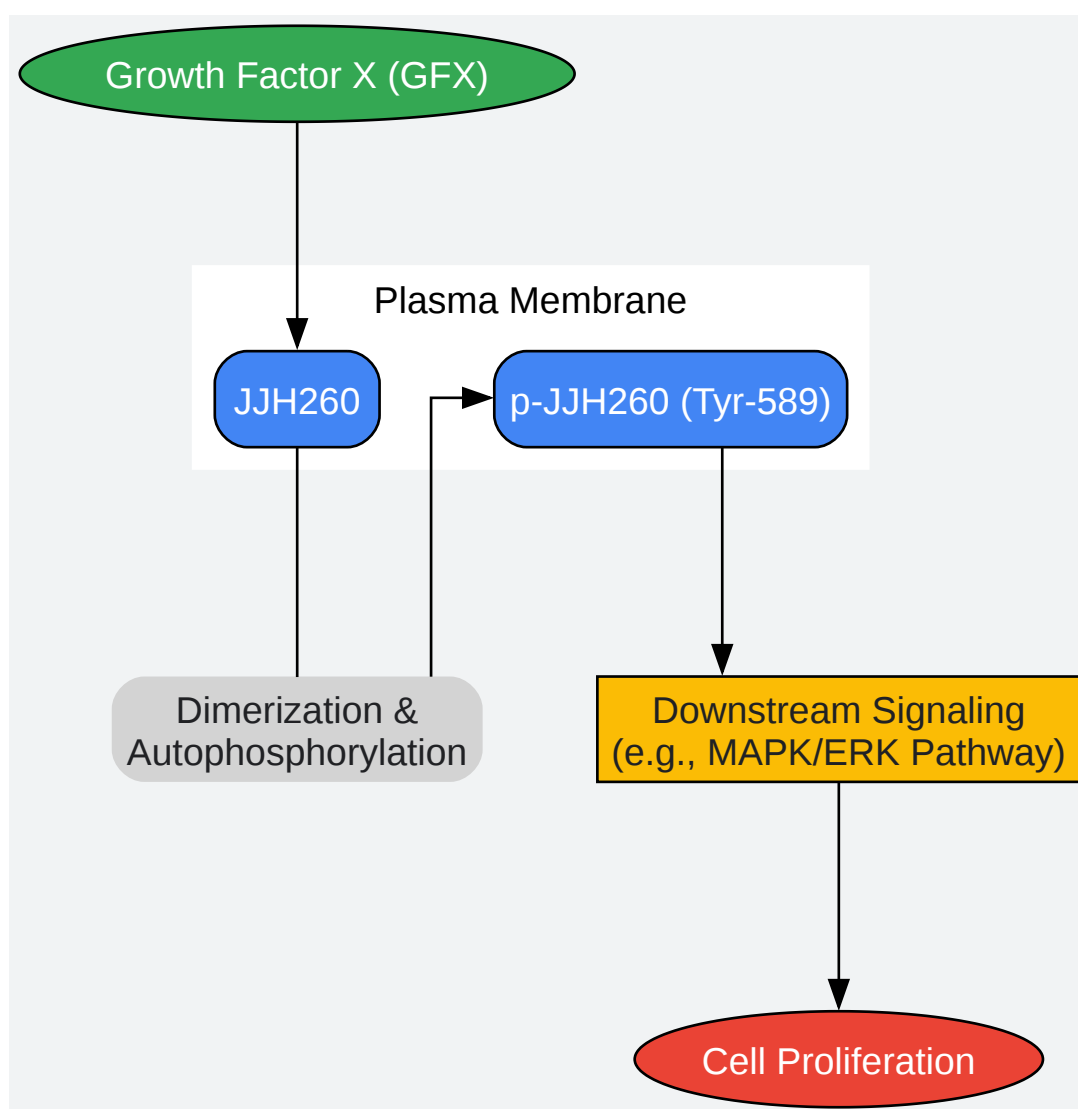 Growth Factor X (GFX)
Plasma Membrane
JJH260
p-JJH260 (Tyr-589)
Dimerization &
Autophosphorylation
Downstream Signaling
(e.g., MAPK/ERK Pathway)
Cell Proliferation